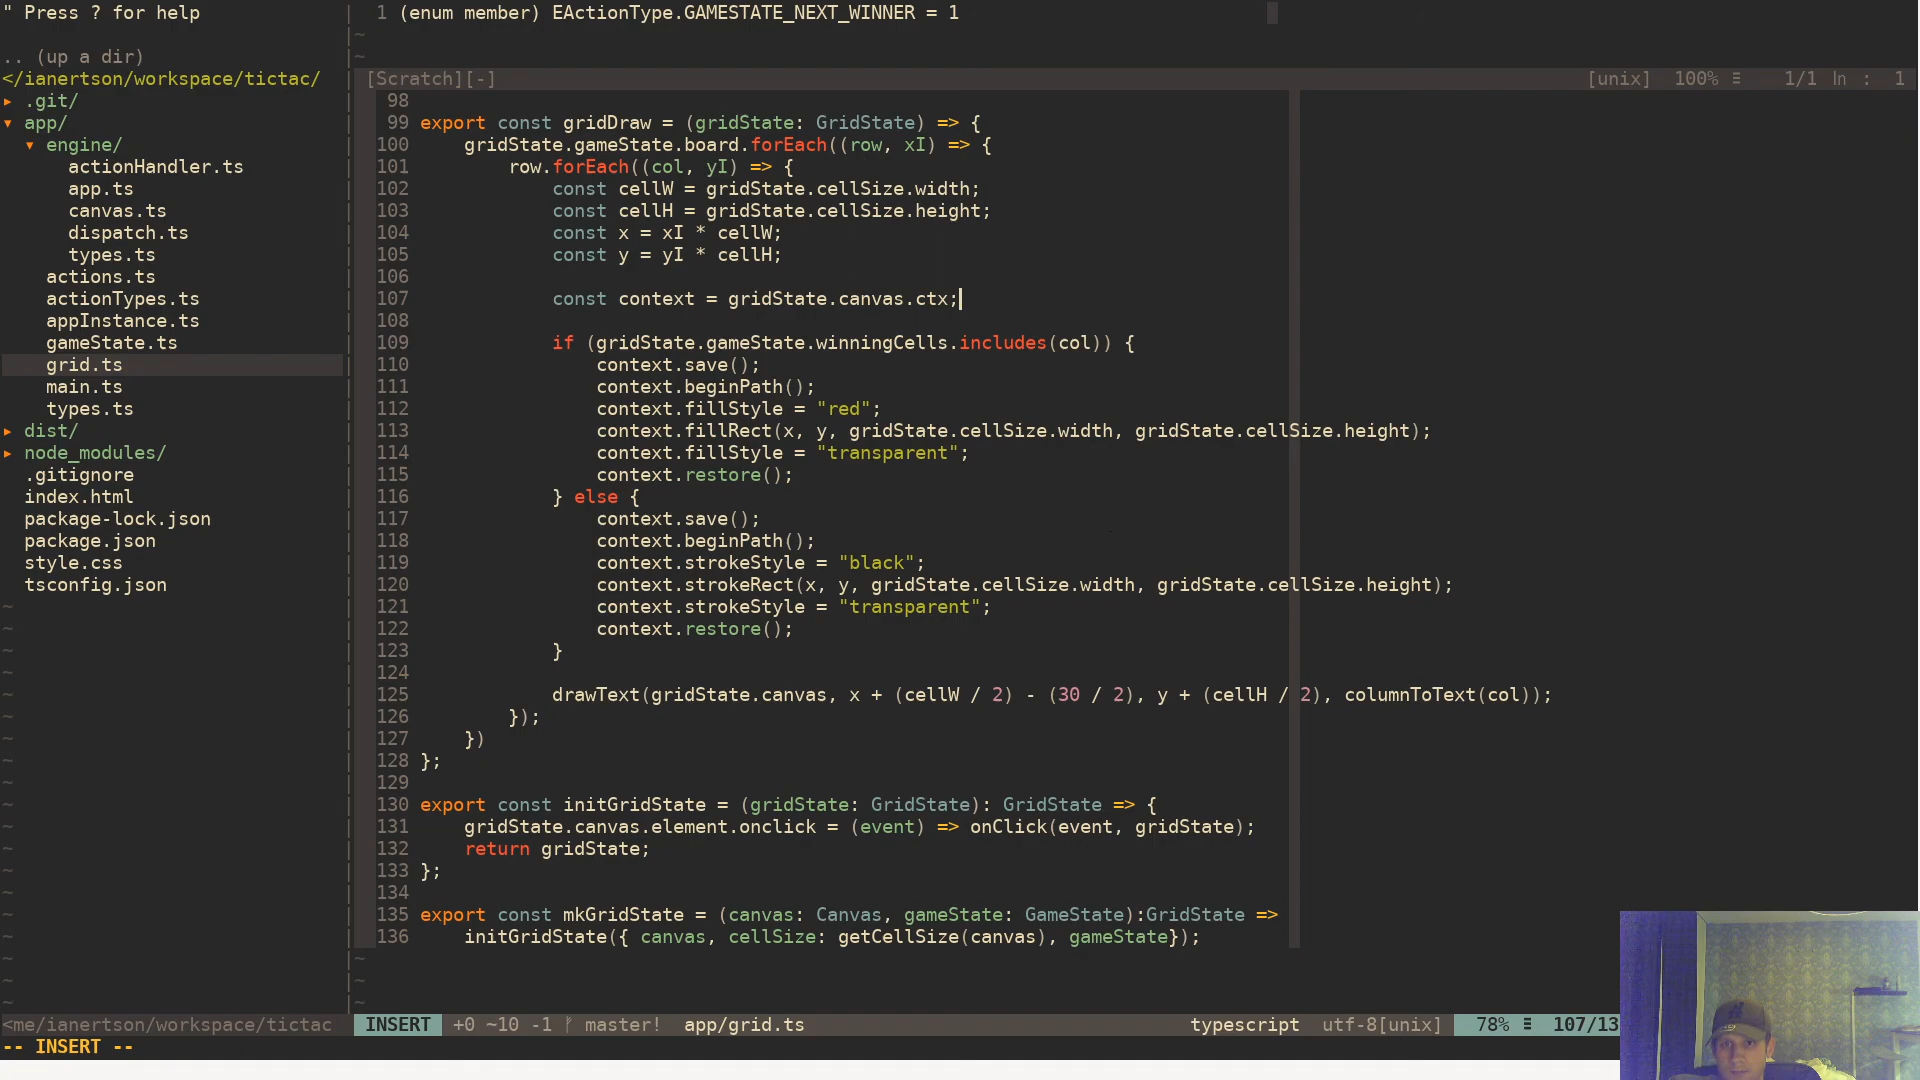 " Press ? for help
.. (up a dir)
</ianertson/workspace/tictac/
▸ .git/
▾ app/
▾ engine/
actionHandler.ts
app.ts
canvas.ts
dispatch.ts
types.ts
actions.ts
actionTypes.ts
appInstance.ts
gameState.ts
grid.ts
main.ts
types.ts
▸ dist/
▸ node_modules/
.gitignore
index.html
package-lock.json
package.json
style.css
tsconfig.json
<me/ianertson/workspace/tictac
1 (enum member) EActionType.GAMESTATE_NEXT_WINNER = 1
[Scratch][-] [unix] 100% ≡ 1/1 ln : 1
98
99 export const gridDraw = (gridState: GridState) => {
100 gridState.gameState.board.forEach((row, xI) => {
101 row.forEach((col, yI) => {
102 const cellW = gridState.cellSize.width;
103 const cellH = gridState.cellSize.height;
104 const x = xI * cellW;
105 const y = yI * cellH;
106
107 const context = gridState.canvas.ctx;
108
109 if (gridState.gameState.winningCells.includes(col)) {
110 context.save();
111 context.beginPath();
112 context.fillStyle = "red";
113 context.fillRect(x, y, gridState.cellSize.width, gridState.cellSize.height);
114 context.fillStyle = "transparent";
115 context.restore();
116 } else {
117 context.save();
118 context.beginPath();
119 context.strokeStyle = "black";
120 context.strokeRect(x, y, gridState.cellSize.width, gridState.cellSize.height);
121 context.strokeStyle = "transparent";
122 context.restore();
123 }
124
125 drawText(gridState.canvas, x + (cellW / 2) - (30 / 2), y + (cellH / 2), columnToText(col));
126 });
127 })
128 };
129
130 export const initGridState = (gridState: GridState): GridState => {
131 gridState.canvas.element.onclick = (event) => onClick(event, gridState);
132 return gridState;
133 };
134
135 export const mkGridState = (canvas: Canvas, gameState: GameState):GridState =>
136 initGridState({ canvas, cellSize: getCellSize(canvas), gameState});
INSERT +0 ~10 -1 ᚠ master! app/grid.ts typescript utf-8[unix] 78% ≡ 107/13
-- INSERT --